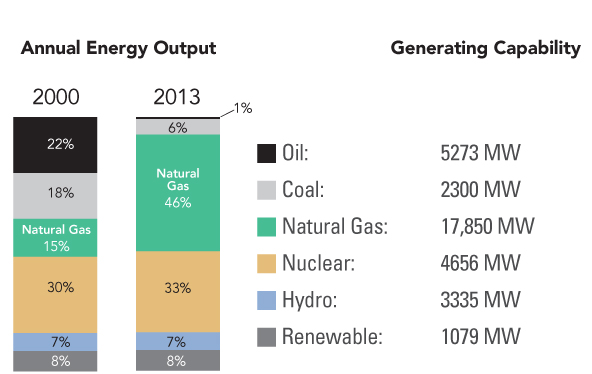 Annual Energy Output
Generating Capability
2000
2013
22%
18%
Natural Gas
15%
30%
7%
8%
1%
6%
Natural
Gas
46%
33%
7%
8%
Oil: 5273 MW
Coal: 2300 MW
Natural Gas: 17,850 MW
Nuclear: 4656 MW
Hydro: 3335 MW
Renewable: 1079 MW